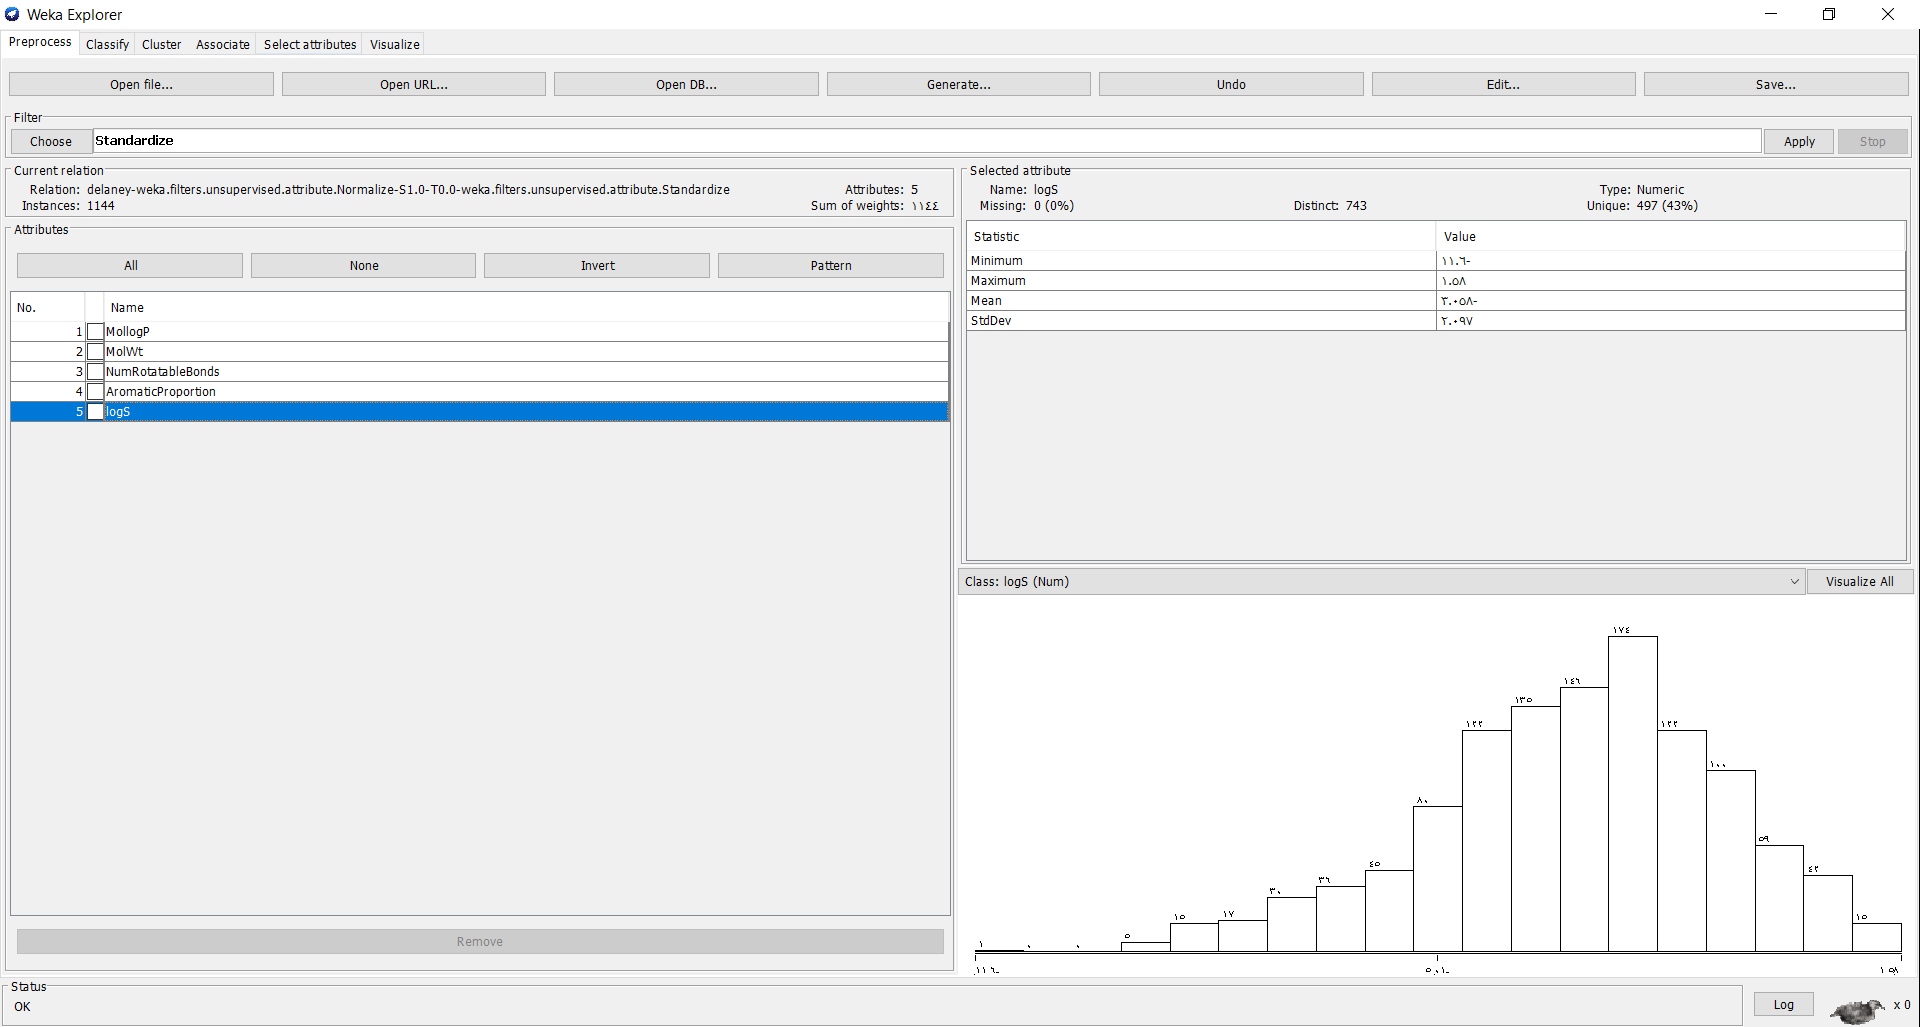 Weka Explorer
Preprocess Classify Cluster Associate Select attributes Visualize
Open file... Open URL... Open DB... Generate... Undo Edit... Save...
Filter
Choose Standardize Apply Stop
Current relation
Relation: delaney-weka.filters.unsupervised.attribute.Normalize-S1.0-T0.0-weka.filters.unsupervised.attribute.Standardize Attributes: 5
Instances: 1144 Sum of weights: ١١٤٤
Attributes
All None Invert Pattern
No. Name
1 MollogP
2 MolWt
3 NumRotatableBonds
4 AromaticProportion
5 logS
Remove
Selected attribute
Name: logS Type: Numeric
Missing: 0 (0%) Distinct: 743 Unique: 497 (43%)
Statistic Value
Minimum ١١.٦-
Maximum ١.٥٨
Mean ٣.٠٥٨-
StdDev ٢.٠٩٧
Class: logS (Num) Visualize All
١ ٠ ٠ ٥ ١٥ ١٧ ٣٠ ٣٦ ٤٥ ٨٠ ١٢٢ ١٣٥ ١٤٦ ١٧٤ ١٢٢ ١٠٠ ٥٩ ٤٢ ١٥
١١.٦- ٥.٠١- ١.٥٨
Status
OK
Log x 0